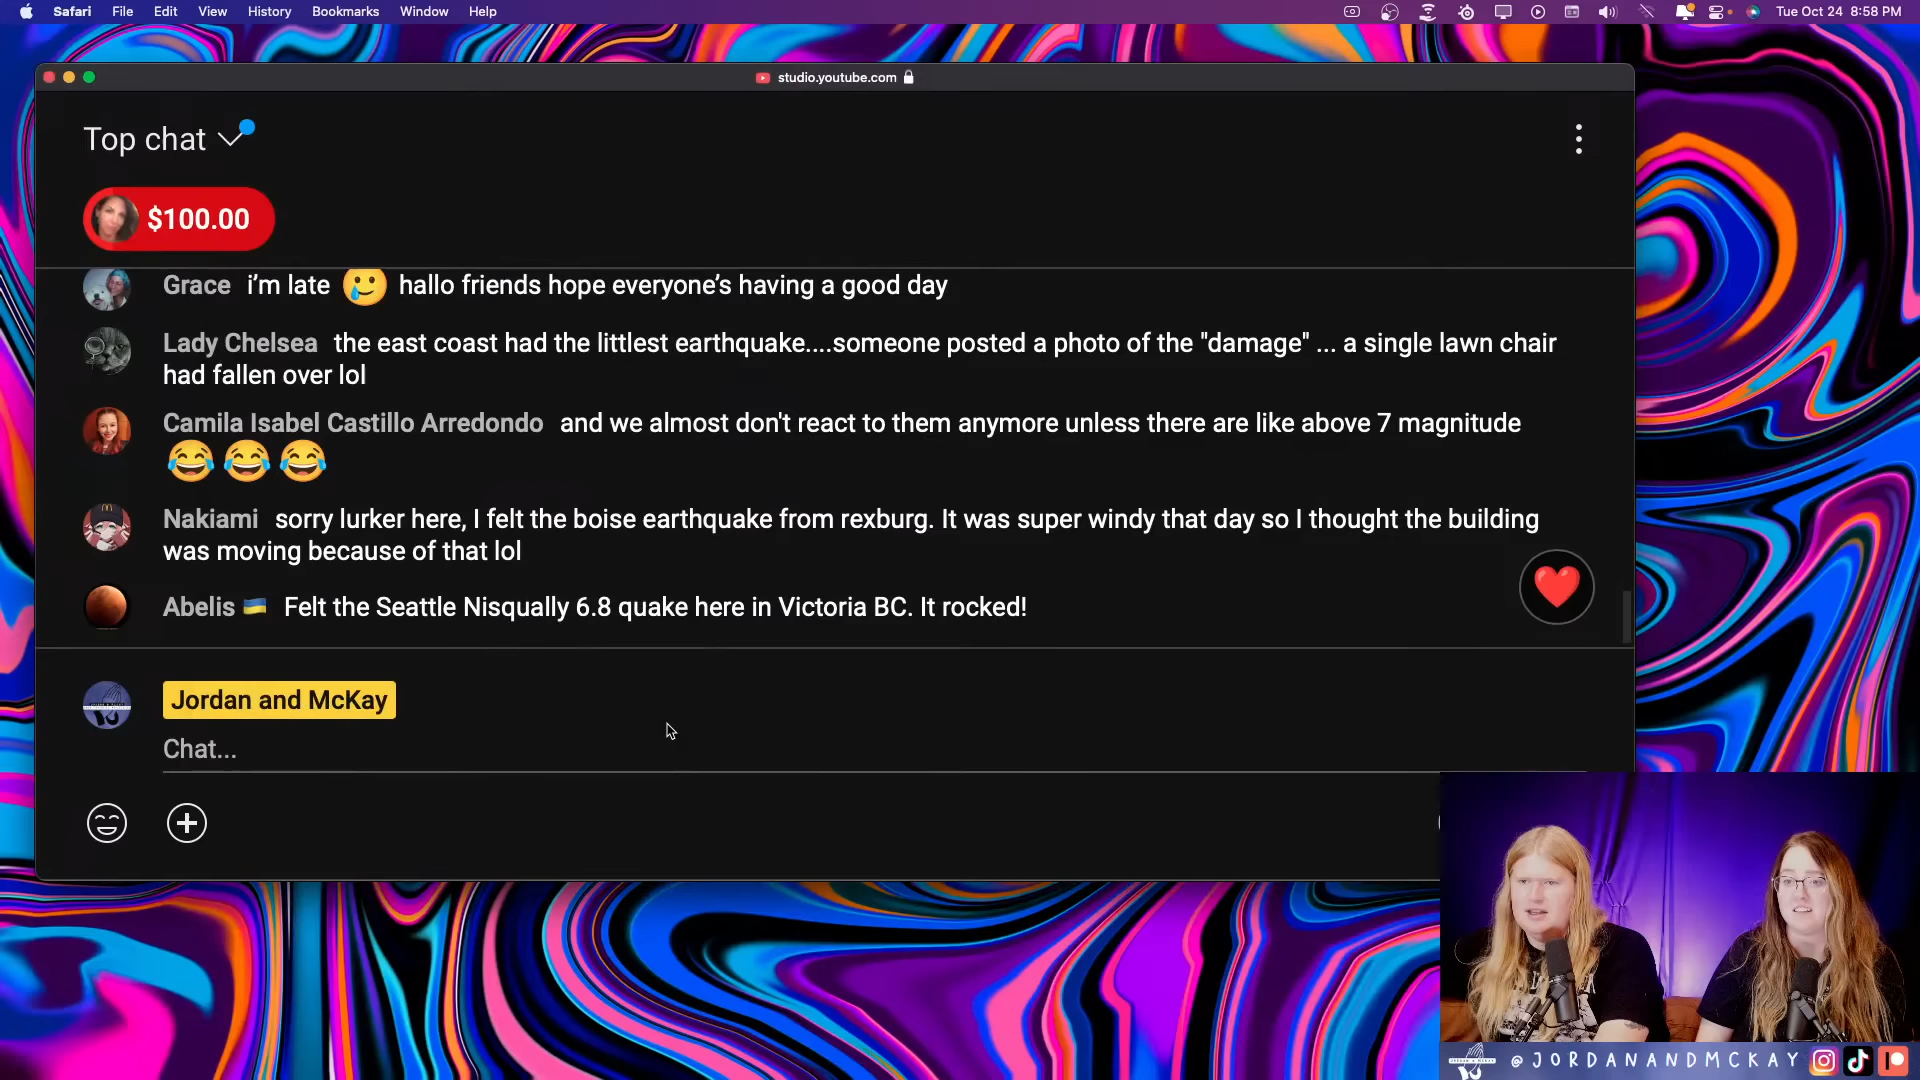 Safari File Edit View History Bookmarks Window Help Tue Oct 24 8:58 PM
studio.youtube.com
Top chat
$100.00
Grace i’m late 🥲 hallo friends hope everyone’s having a good day
Lady Chelsea the east coast had the littlest earthquake....someone posted a photo of the "damage" ... a single lawn chair
had fallen over lol
Camila Isabel Castillo Arredondo and we almost don't react to them anymore unless there are like above 7 magnitude
😂 😂 😂
Nakiami sorry lurker here, I felt the boise earthquake from rexburg. It was super windy that day so I thought the building
was moving because of that lol
Abelis 🇺🇦 Felt the Seattle Nisqually 6.8 quake here in Victoria BC. It rocked!
Jordan and McKay
Chat...
@JORDANANDMCKAY